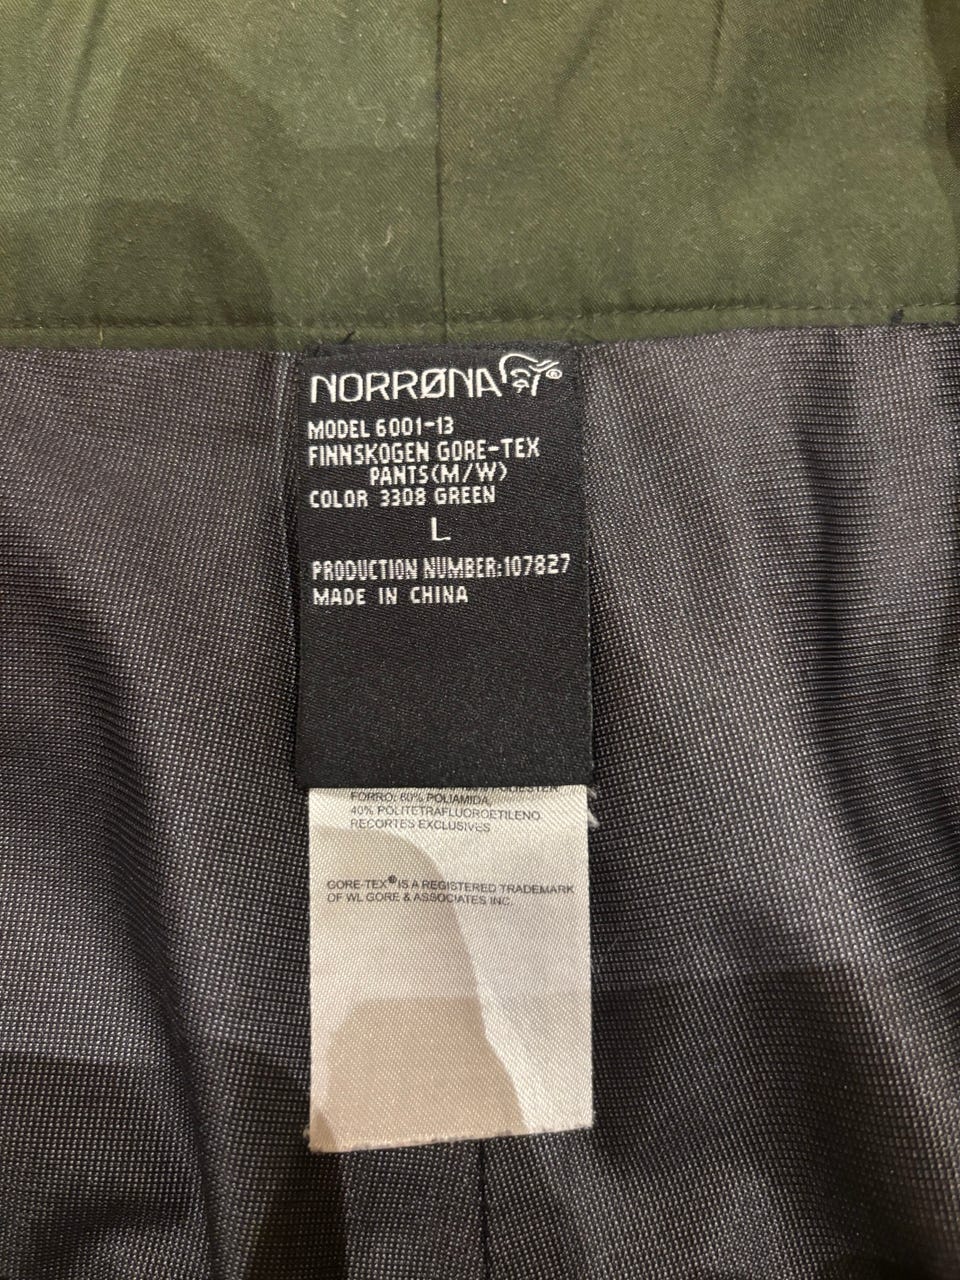 NORRØNA
MODEL 6001-13
FINNSKOGEN GORE-TEX
PANTS(M/W)
COLOR 3308 GREEN
L
PRODUCTION NUMBER:107827
MADE IN CHINA
FORRO: 60% POLIAMIDA,
40% POLITETRAFLUOROETILENO
RECORTES EXCLUSIVES
GORE-TEX® IS A REGISTERED TRADEMARK
OF WL GORE & ASSOCIATES INC.